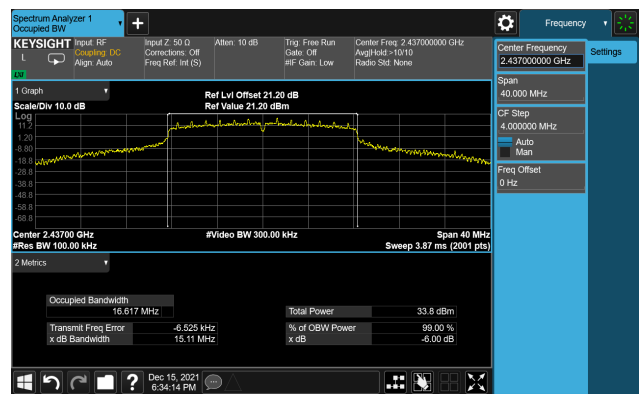 Spectrum Analyzer 1
Occupied BW
Frequency
KEYSIGHT
Input: RF
Coupling: DC
Align: Auto
Input Z: 50 Ω
Corrections: Off
Freq Ref: Int (S)
Atten: 10 dB
Trig: Free Run
Gate: Off
#IF Gain: Low
Center Freq: 2.437000000 GHz
Avg|Hold:>10/10
Radio Std: None
L
LXI
Center Frequency
2.437000000 GHz
Settings
Span
40.000 MHz
CF Step
4.000000 MHz
Auto
Man
Freq Offset
0 Hz
1 Graph
Scale/Div 10.0 dB
Ref Lvl Offset 21.20 dB
Ref Value 21.20 dBm
Log
11.2
1.20
-8.80
-18.8
-28.8
-38.8
-48.8
-58.8
-68.8
Center 2.43700 GHz
#Video BW 300.00 kHz
Span 40 MHz
#Res BW 100.00 kHz
Sweep 3.87 ms (2001 pts)
2 Metrics
Occupied Bandwidth
16.617 MHz
Total Power 33.8 dBm
Transmit Freq Error -6.525 kHz
% of OBW Power 99.00 %
x dB Bandwidth 15.11 MHz
x dB -6.00 dB
?
Dec 15, 2021
6:34:14 PM